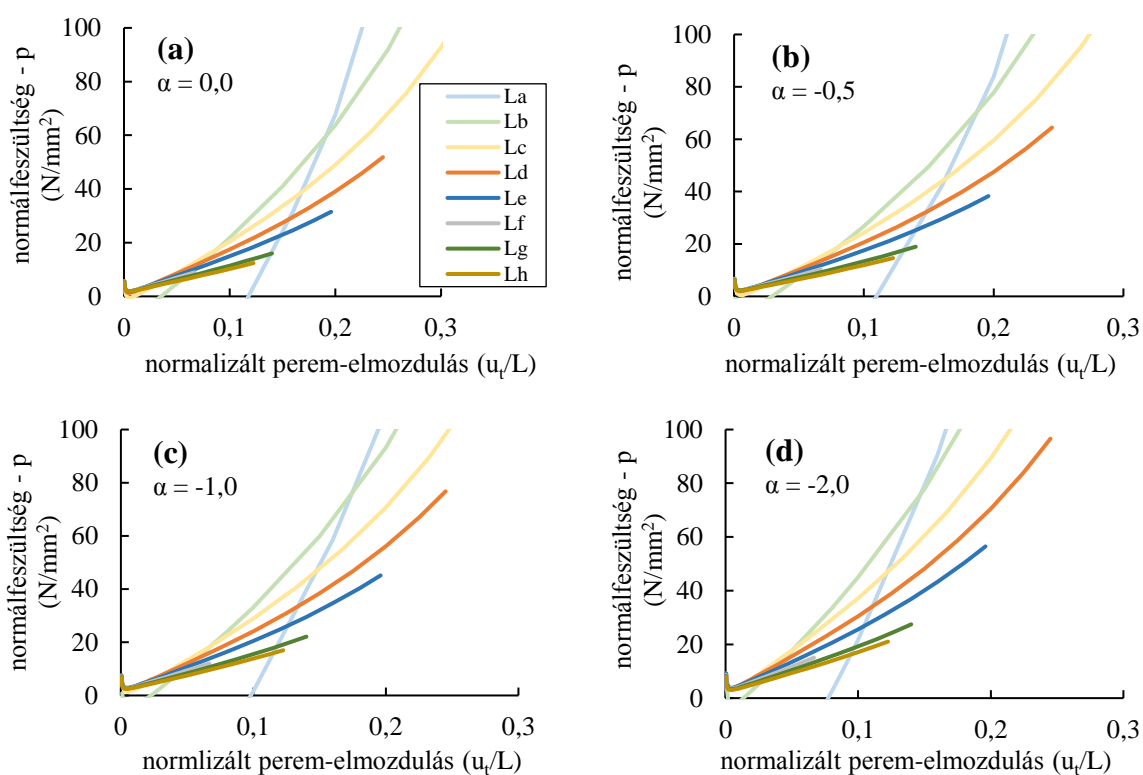 normálfeszültség - p
(N/mm²)
100
80
60
40
20
0
(a)
α = 0,0
La
Lb
Lc
Ld
Le
Lf
Lg
Lh
0 0,1 0,2 0,3
normalizált perem-elmozdulás (uₜ/L)
normálfeszültség - p
(N/mm²)
100
80
60
40
20
0
(b)
α = -0,5
0 0,1 0,2 0,3
normalizált perem-elmozdulás (uₜ/L)
normálfeszültség - p
(N/mm²)
100
80
60
40
20
0
(c)
α = -1,0
0 0,1 0,2 0,3
normlizált perem-elmozdulás (uₜ/L)
normálfeszültség - p
(N/mm²)
100
80
60
40
20
0
(d)
α = -2,0
0 0,1 0,2 0,3
normalizált perem-elmozdulás (uₜ/L)